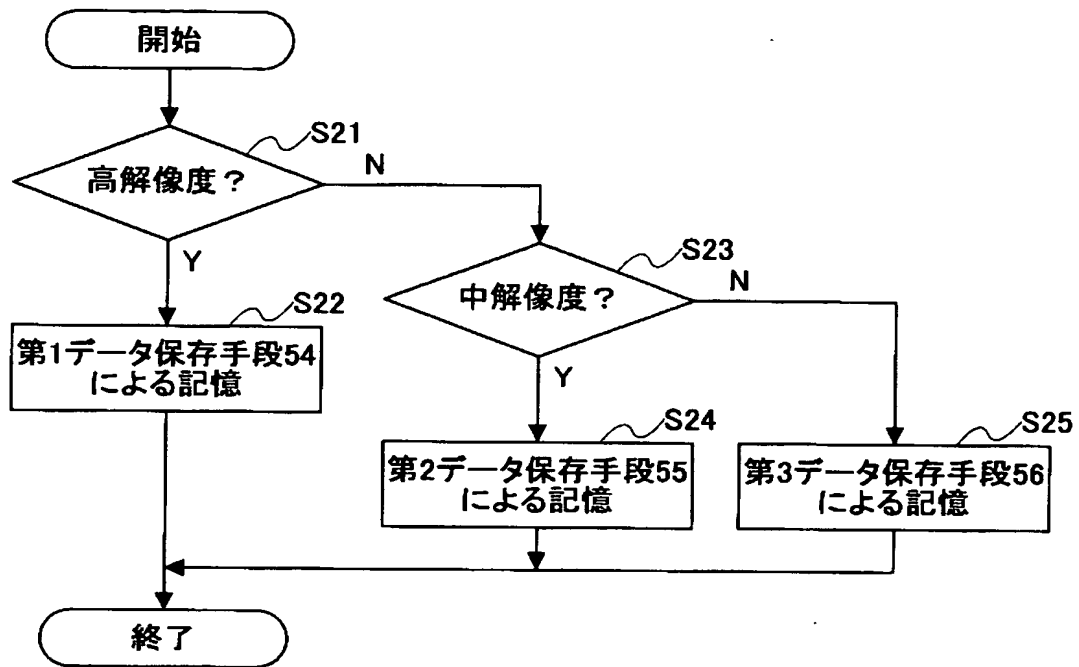 開始
S21
高解像度？
N
Y
S23
中解像度？
N
S22
第1データ保存手段54
による記憶
Y
S24
第2データ保存手段55
による記憶
S25
第3データ保存手段56
による記憶
終了